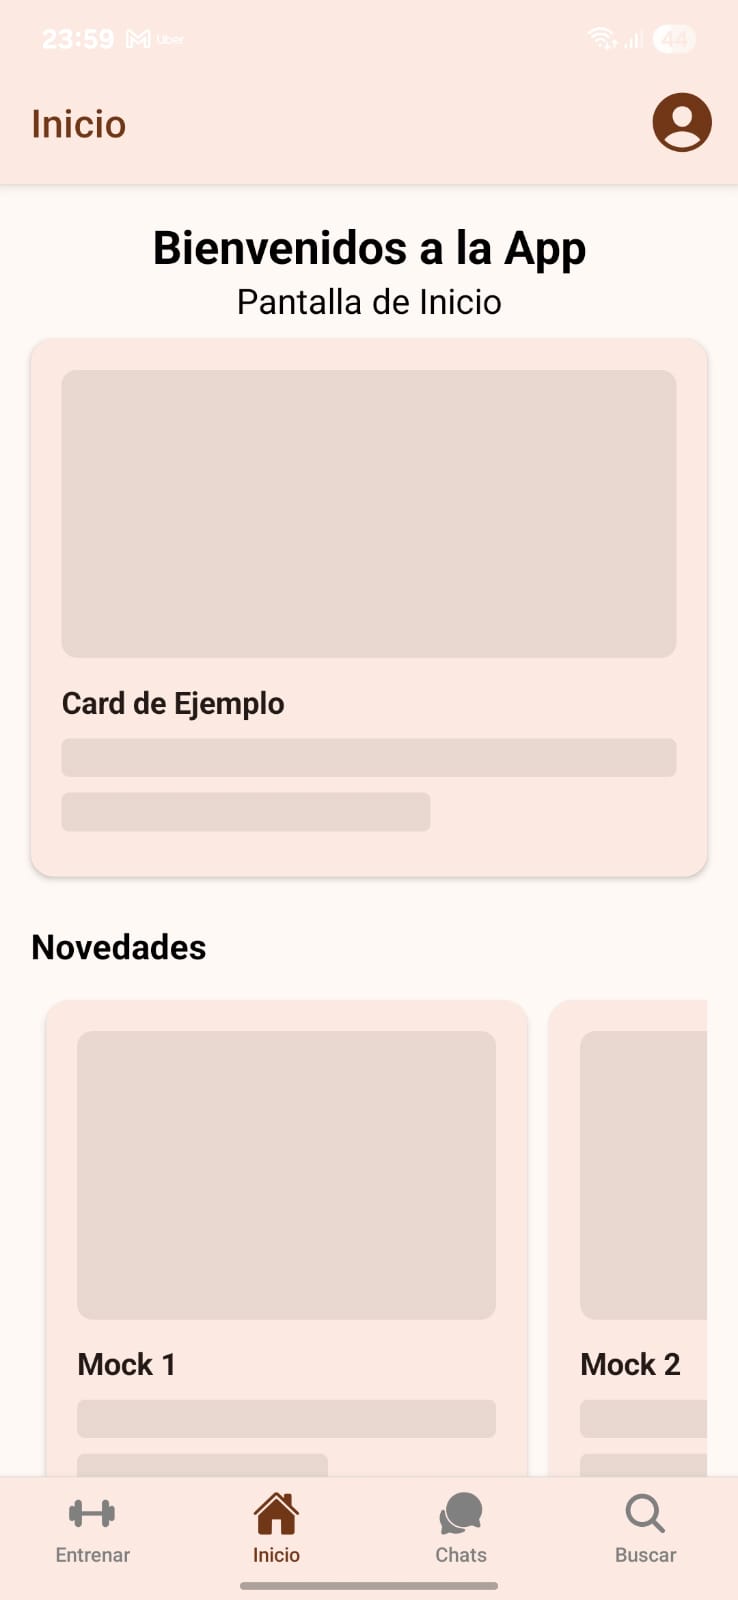 23:59 Uber 44
Inicio
Bienvenidos a la App
Pantalla de Inicio
Card de Ejemplo
Novedades
Mock 1 Mock 2
Entrenar Inicio Chats Buscar